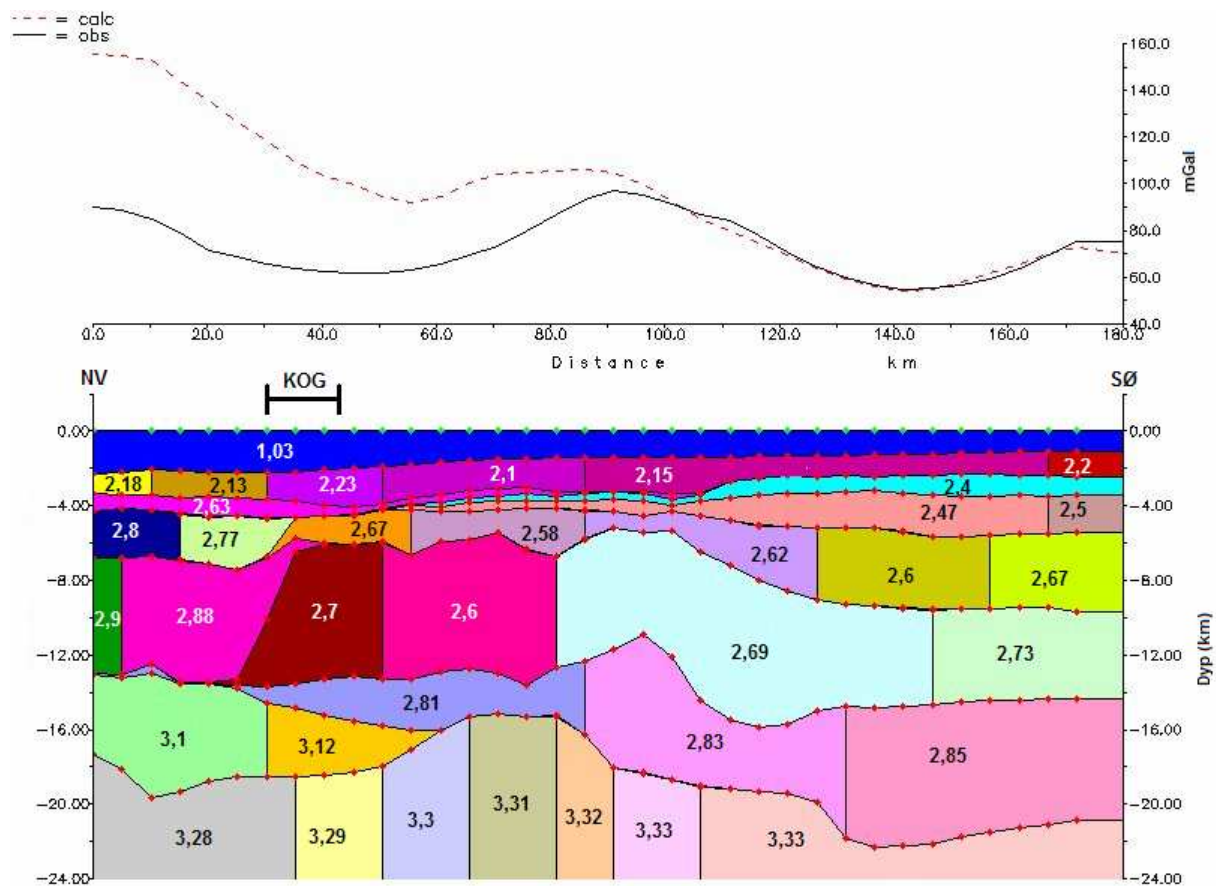 --- = calc
— = obs
160.0
140.0
120.0
100.0
80.0
60.0
40.0
mGal
0.0 20.0 40.0 60.0 80.0 100.0 120.0 140.0 160.0 180.0
Distance km
NV KOG SØ
0.00 0.00
1,03
2,18 2,13 2,23 2,1 2,15 2,2
2,4
2,63
-4.00 -4.00
2,8 2,77 2,67 2,58 2,47 2,5
2,62 2,6 2,67
-8.00 -8.00
2,9 2,88 2,7 2,6
-12.00 -12.00
2,69 2,73
2,81
-16.00 -16.00
3,1 3,12 2,83 2,85
-20.00 -20.00
3,28 3,29 3,3 3,31 3,32 3,33 3,33
-24.00 -24.00
Dyp (km)